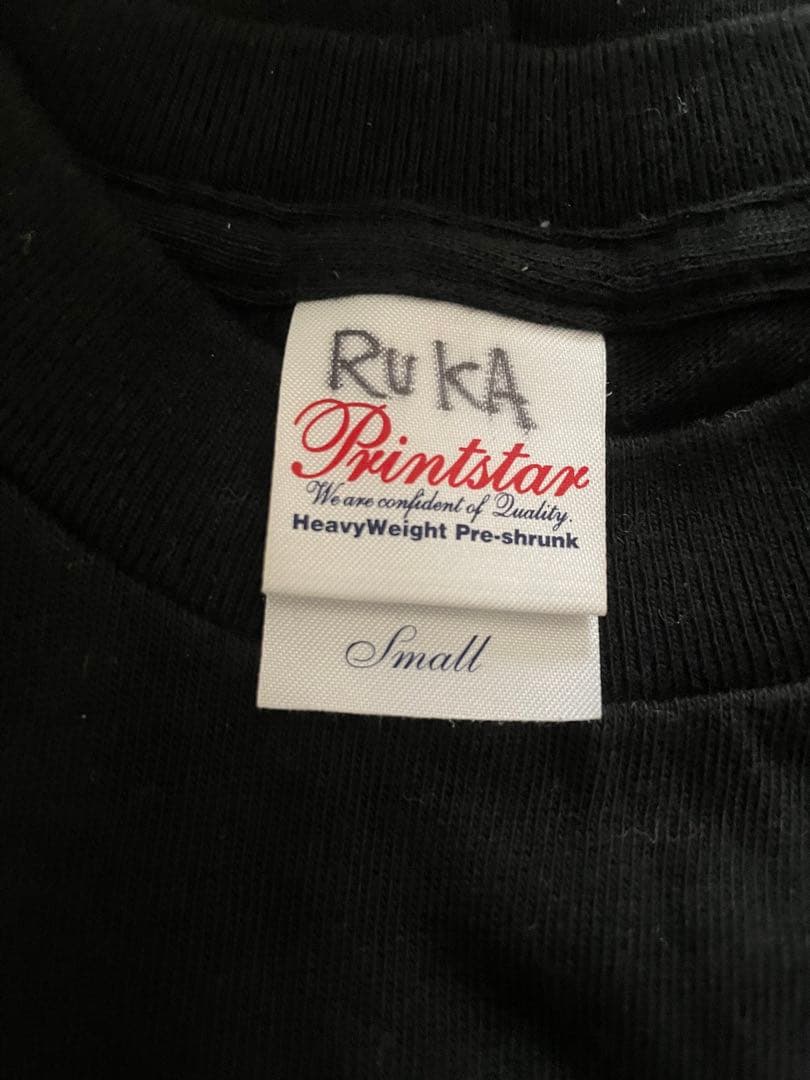 RUKA
Printstar
We are confident of Quality.
HeavyWeight Pre-shrunk
Small